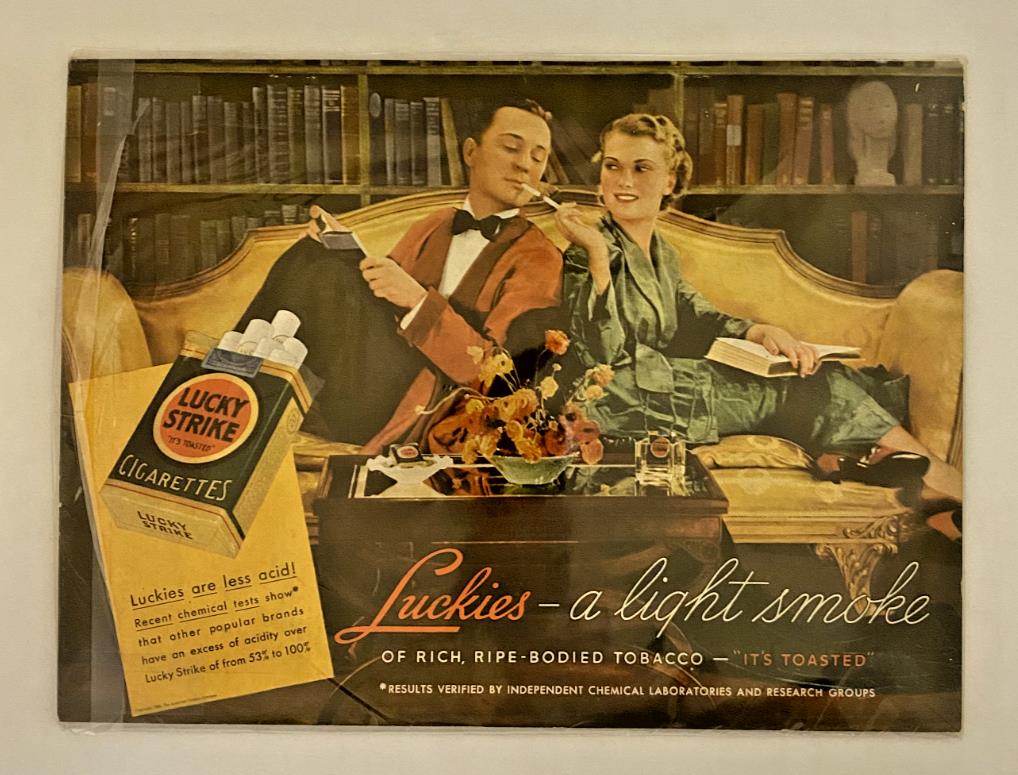 LUCKY
STRIKE
"IT'S TOASTED"
CIGARETTES
LUCKY
STRIKE
Luckies are less acid!
Recent chemical tests show*
that other popular brands
have an excess of acidity over
Lucky Strike of from 53% to 100%
Luckies – a light smoke
OF RICH, RIPE-BODIED TOBACCO – "IT'S TOASTED"
*RESULTS VERIFIED BY INDEPENDENT CHEMICAL LABORATORIES AND RESEARCH GROUPS